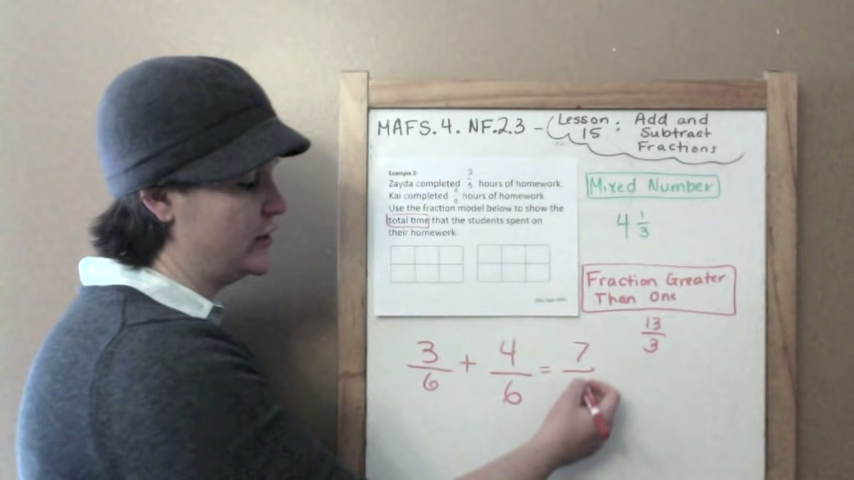 MAFS.4.NF.2.3 - Lesson 15: Add and Subtract Fractions
Example 2:
Zayda completed 3/6 hours of homework.
Kai completed 4/6 hours of homework.
Use the fraction model below to show the
total time that the students spent on
their homework.
Mixed Number
4 1/3
Fraction Greater
Than One
13/3
3/6 + 4/6 = 7